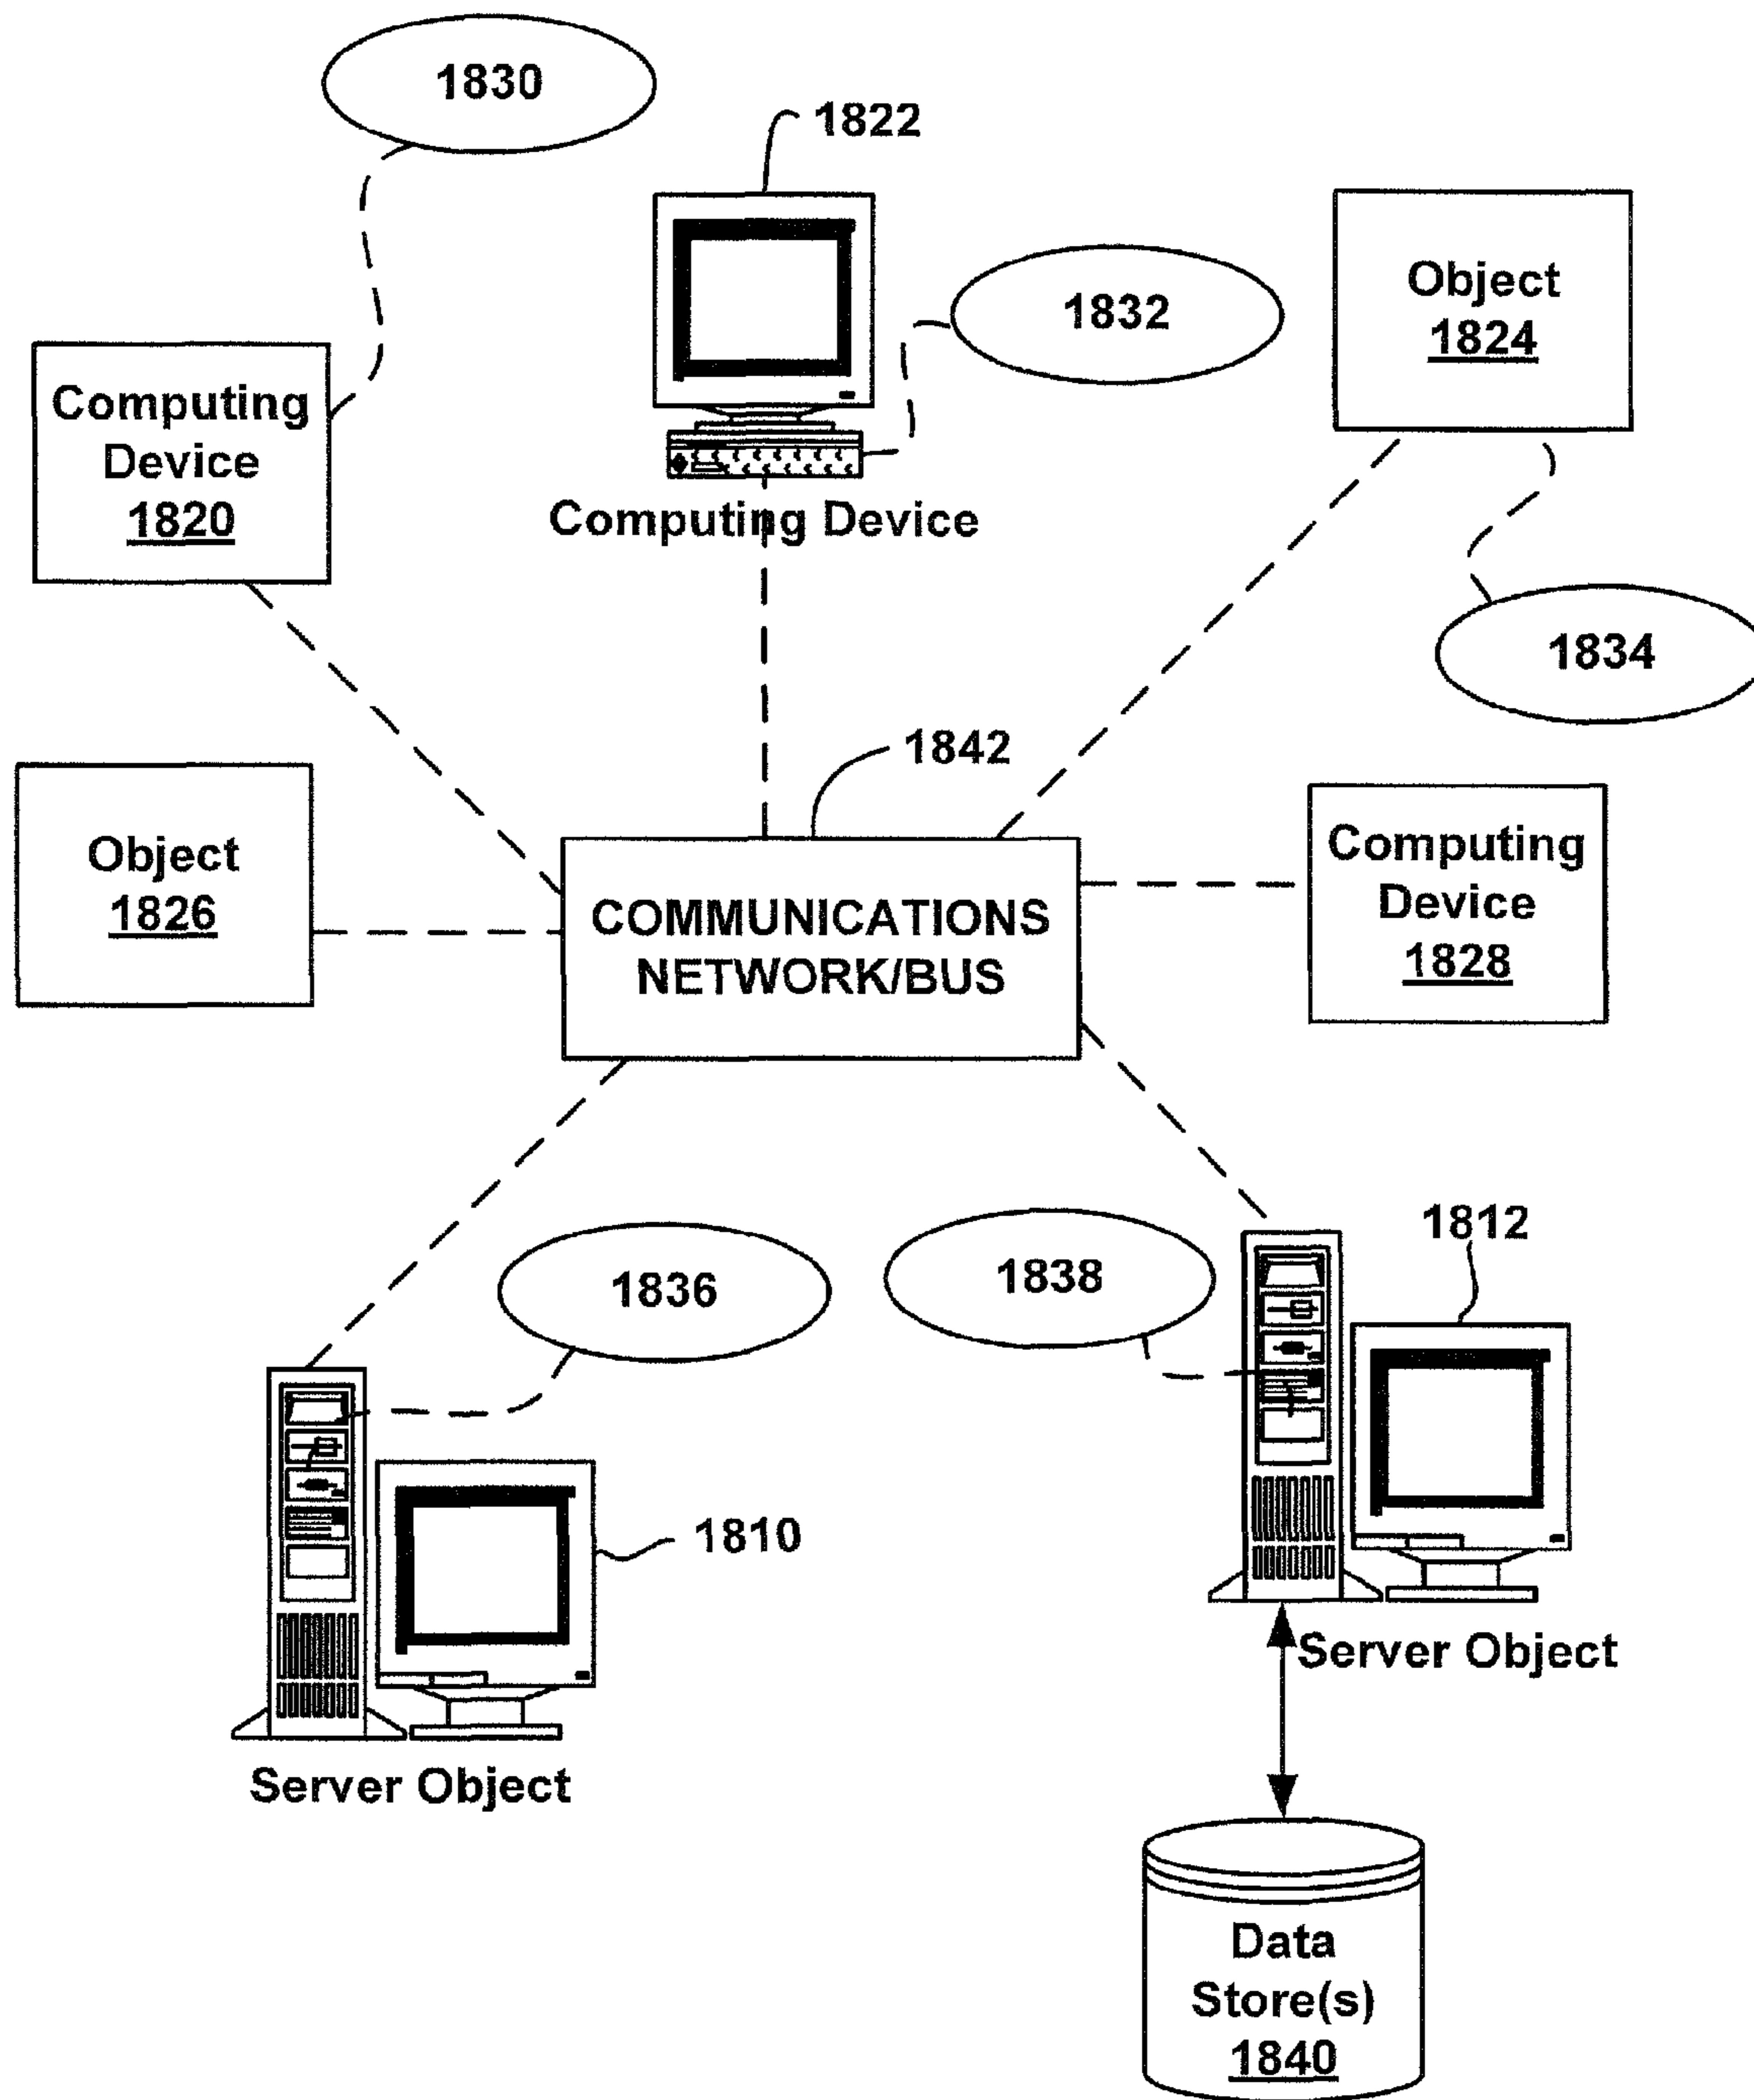 1830
1822
1832
Object
1824
Computing
Device
1820
Computing Device
1834
1842
Object
1826
COMMUNICATIONS
NETWORK/BUS
Computing
Device
1828
1836
1838
1812
1810
Server Object
Server Object
Data
Store(s)
1840